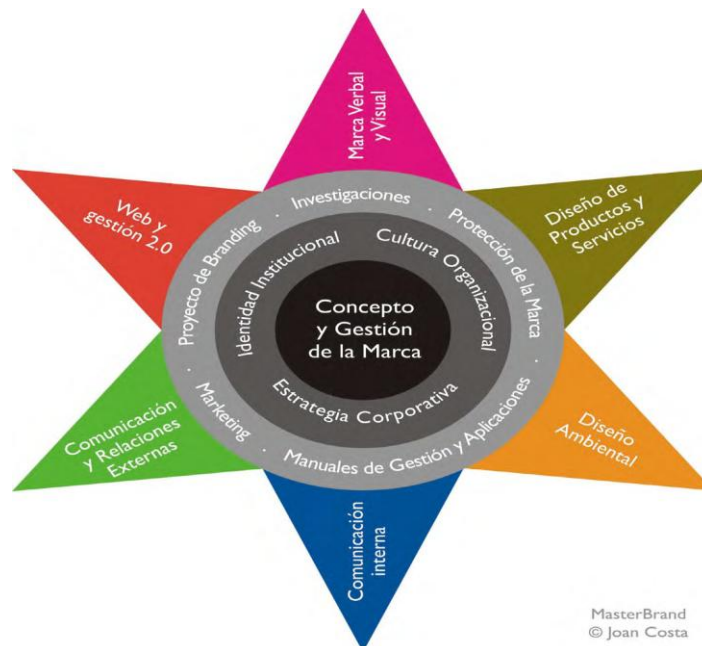 Marca Verbal
y Visual
Diseño de
Productos y
Servicios
Diseño
Ambiental
Comunicación
interna
Comunicación
y Relaciones
Externas
Web y
gestión 2.0
Proyecto de Branding · Investigaciones · Protección de la Marca · Manuales de Gestión y Aplicaciones · Marketing ·
Identidad Institucional
Cultura Organizacional
Estrategia Corporativa
Concepto
y Gestión
de la Marca
MasterBrand
© Joan Costa